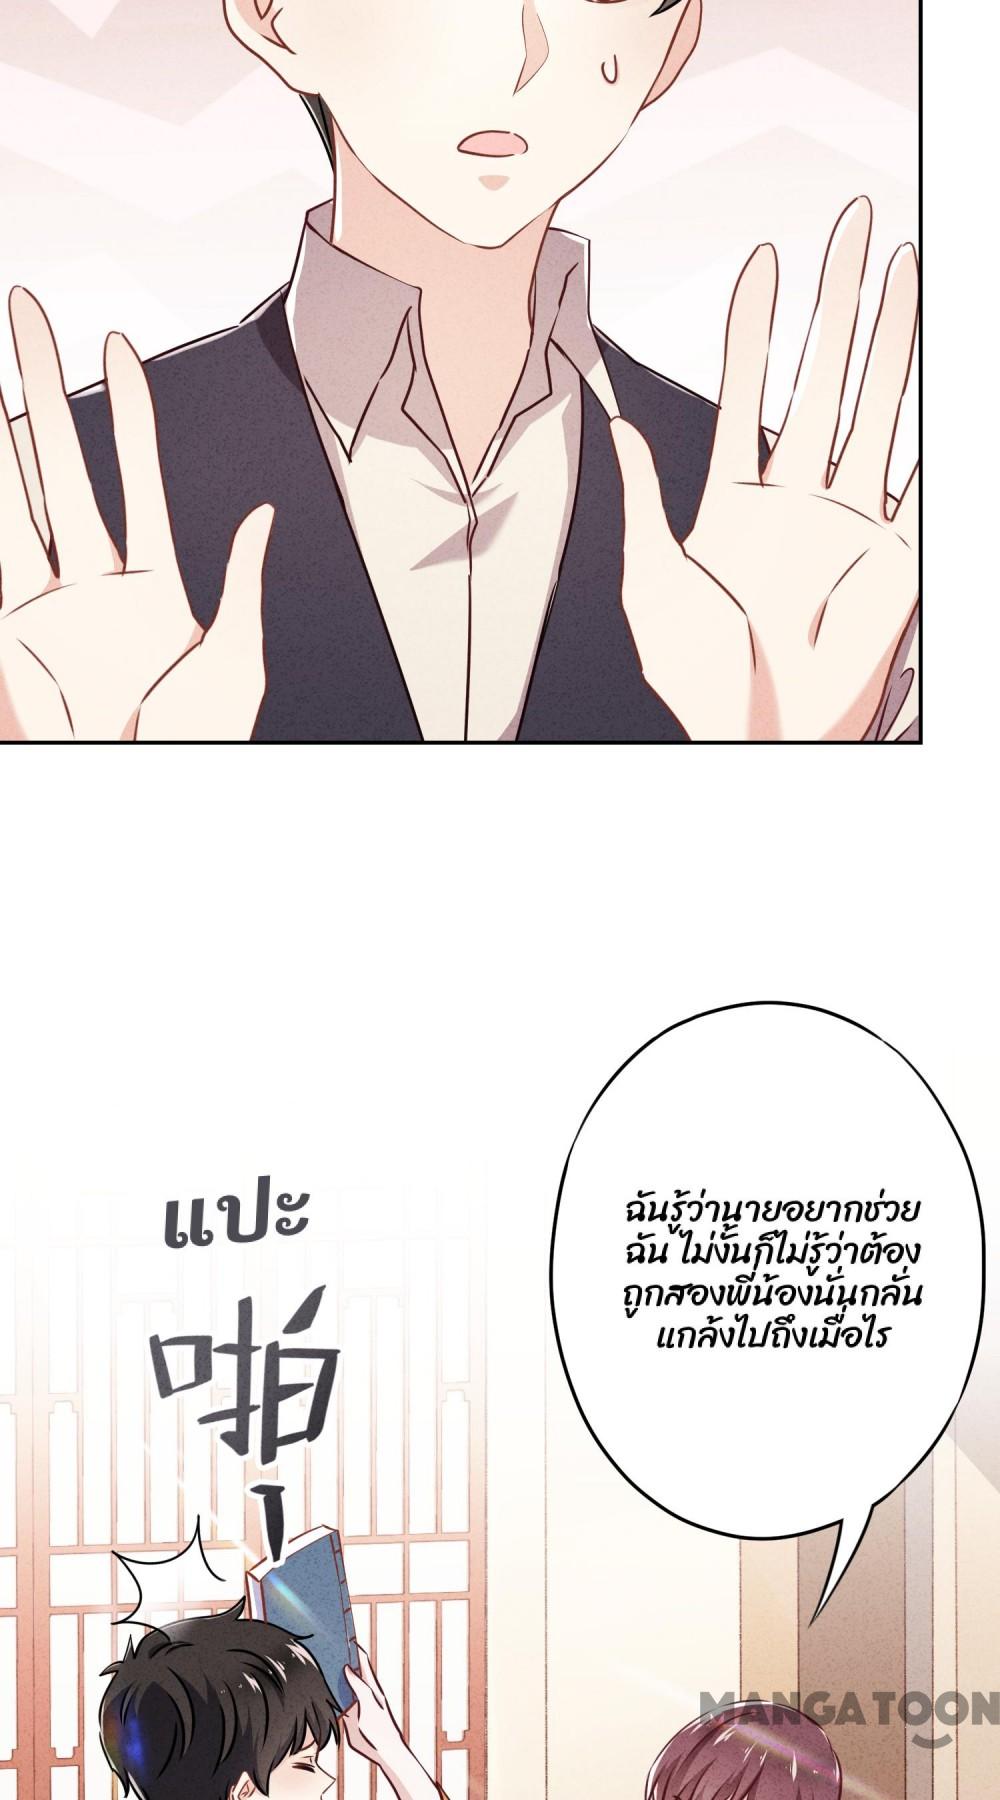 แปะ
啪!
ฉันรู้ว่านายอยากช่วย
ฉัน ไม่งั้นก็ไม่รู้ว่าต้อง
ถูกสองพี่น้องนั่นกลั่น
แกล้งไปถึงเมื่อไร
MANGATOON